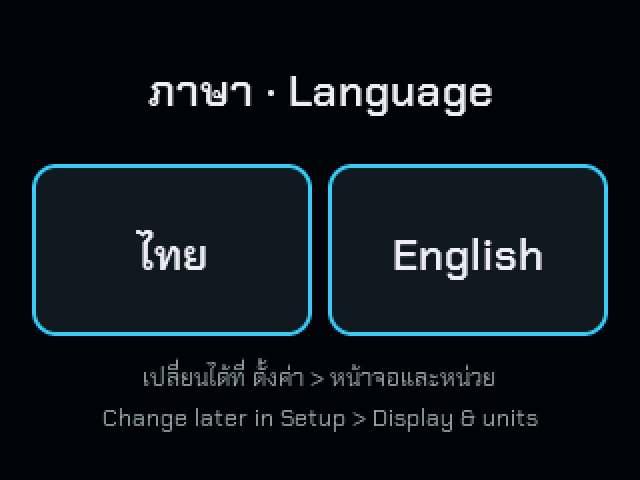 ภาษา · Language
ไทย
English
เปลี่ยนได้ที่ ตั้งค่า > หน้าจอและหน่วย
Change later in Setup > Display & units